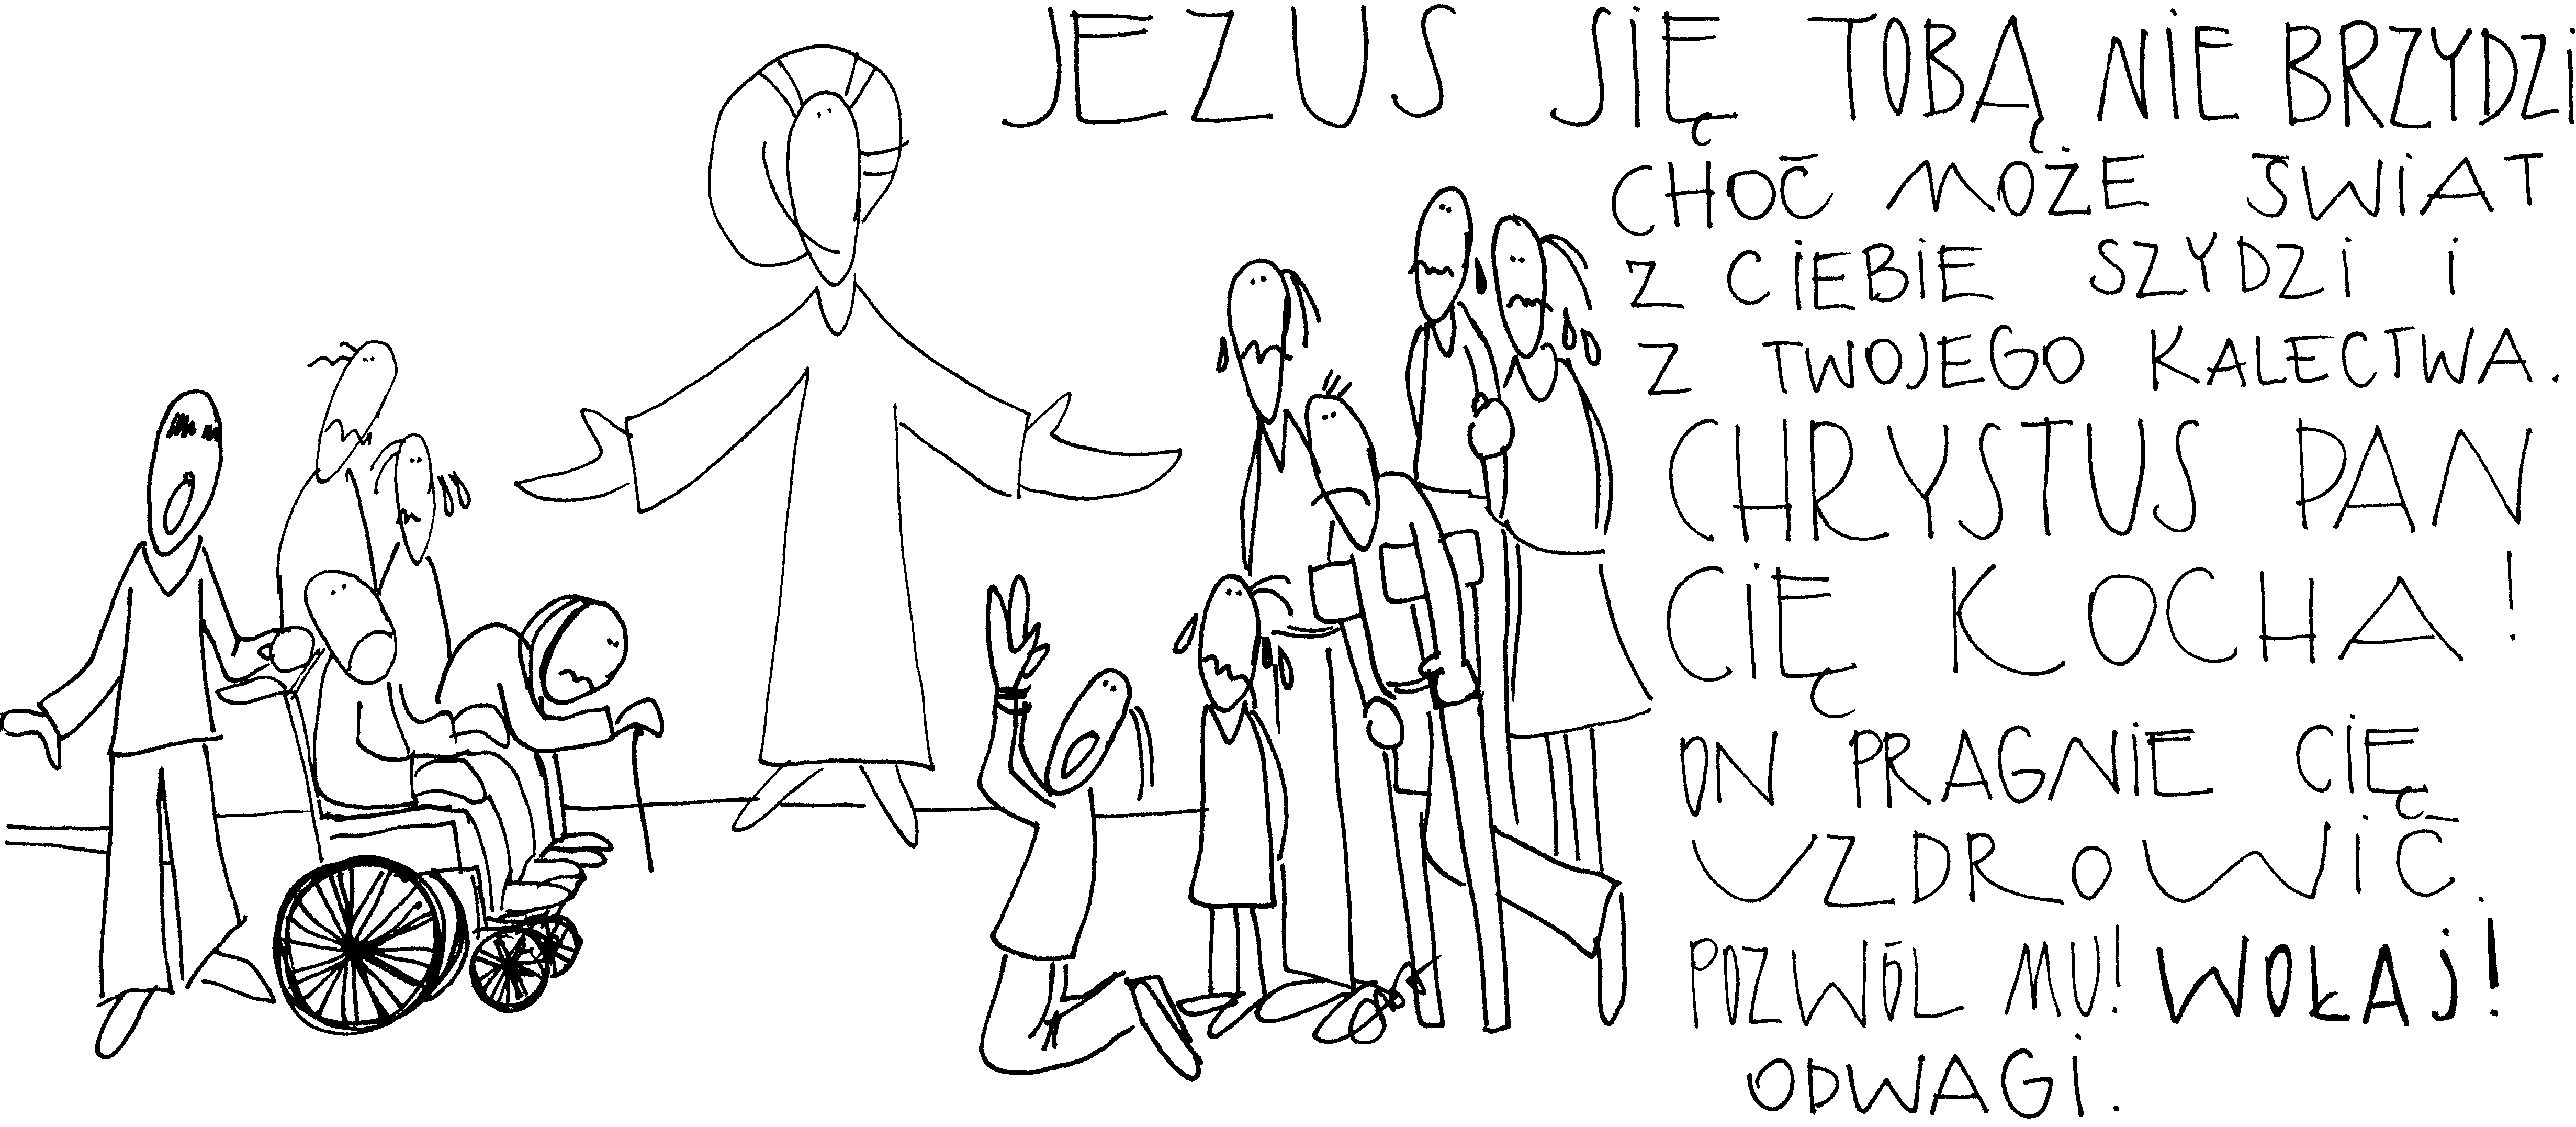 JEZUS SIĘ TOBĄ NIE BRZYDZI
CHOĆ MOŻE ŚWIAT
Z CIEBIE SZYDZI I
Z TWOJEGO KALECTWA.
CHRYSTUS PAN
CIĘ KOCHA!
ON PRAGNIE CIĘ
UZDROWIĆ.
POZWÓL MU! WOŁAJ!
ODWAGI.